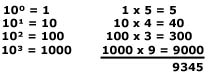 10⁰ = 1 1 x 5 = 5
10¹ = 10 10 x 4 = 40
10² = 100 100 x 3 = 300
10³ = 1000 1000 x 9 = 9000
9345